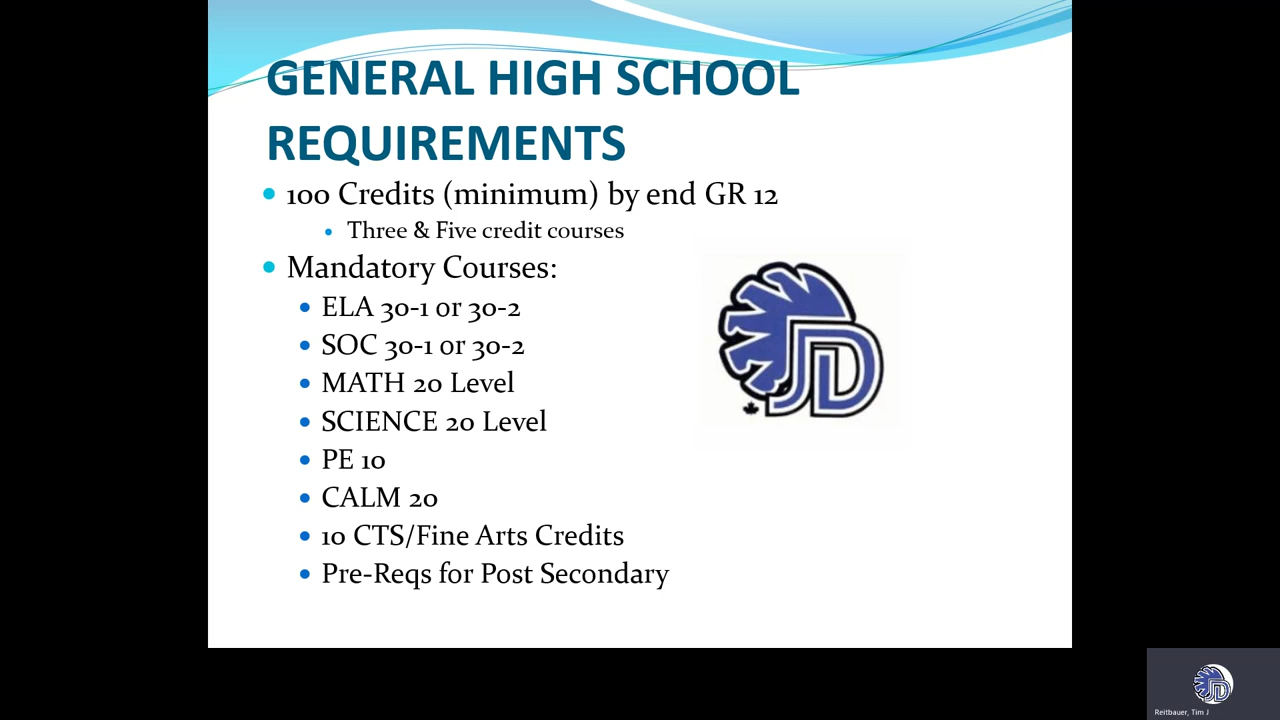 GENERAL HIGH SCHOOL
REQUIREMENTS
100 Credits (minimum) by end GR 12
Three & Five credit courses
Mandatory Courses:
ELA 30-1 or 30-2
SOC 30-1 or 30-2
MATH 20 Level
SCIENCE 20 Level
PE 10
CALM 20
10 CTS/Fine Arts Credits
Pre-Reqs for Post Secondary
JD
JD
Reitbauer, Tim J